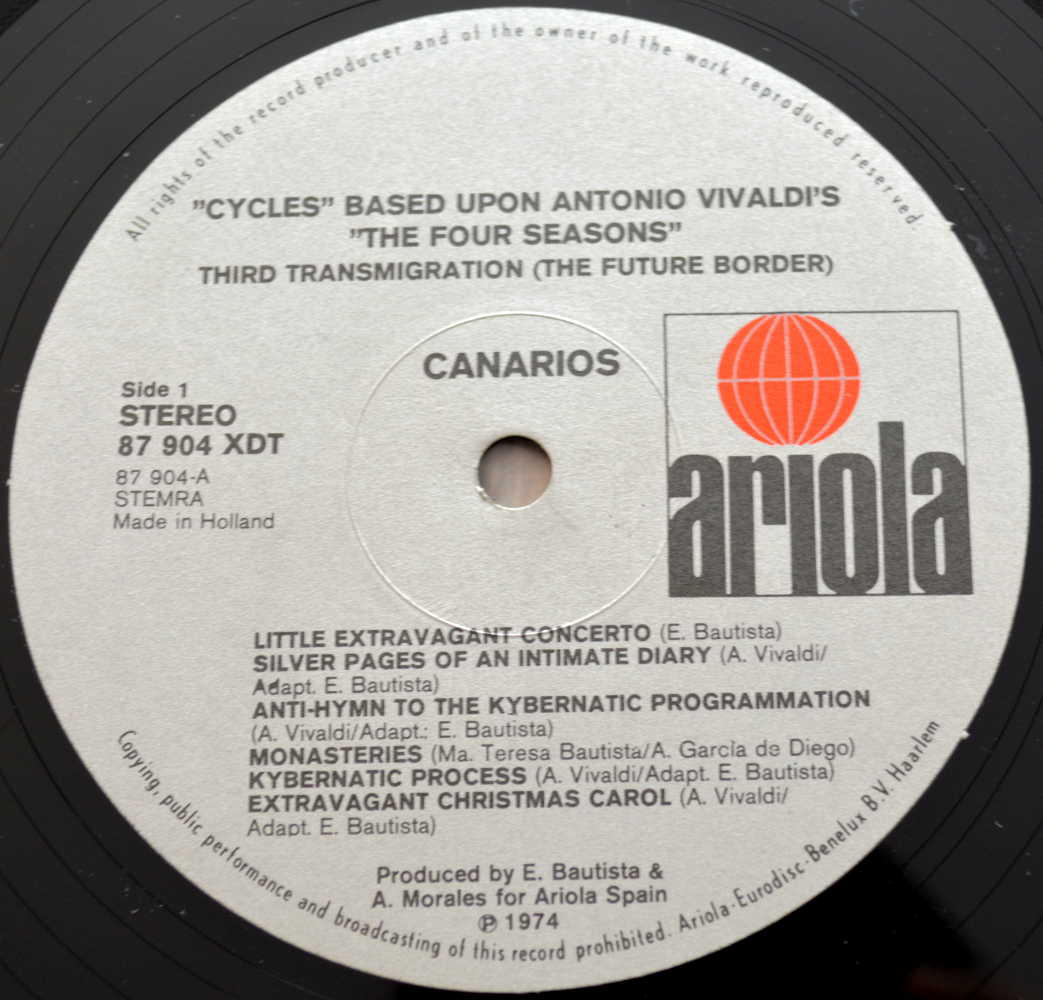 All rights of the record producer and of the owner of the work reproduced reserved.
"CYCLES" BASED UPON ANTONIO VIVALDI'S
"THE FOUR SEASONS"
THIRD TRANSMIGRATION (THE FUTURE BORDER)
CANARIOS
Side 1
STEREO
87 904 XDT
87 904-A
STEMRA
Made in Holland
ariola
LITTLE EXTRAVAGANT CONCERTO (E. Bautista)
SILVER PAGES OF AN INTIMATE DIARY (A. Vivaldi/
Adapt. E. Bautista)
ANTI-HYMN TO THE KYBERNATIC PROGRAMMATION
(A. Vivaldi/Adapt.: E. Bautista)
MONASTERIES (Ma. Teresa Bautista/A. García de Diego)
KYBERNATIC PROCESS (A. Vivaldi/Adapt. E. Bautista)
EXTRAVAGANT CHRISTMAS CAROL (A. Vivaldi/
Adapt. E. Bautista)
Produced by E. Bautista &
A. Morales for Ariola Spain
℗ 1974
Copying, public performance and broadcasting of this record prohibited. Ariola-Eurodisc-Benelux B.V. Haarlem